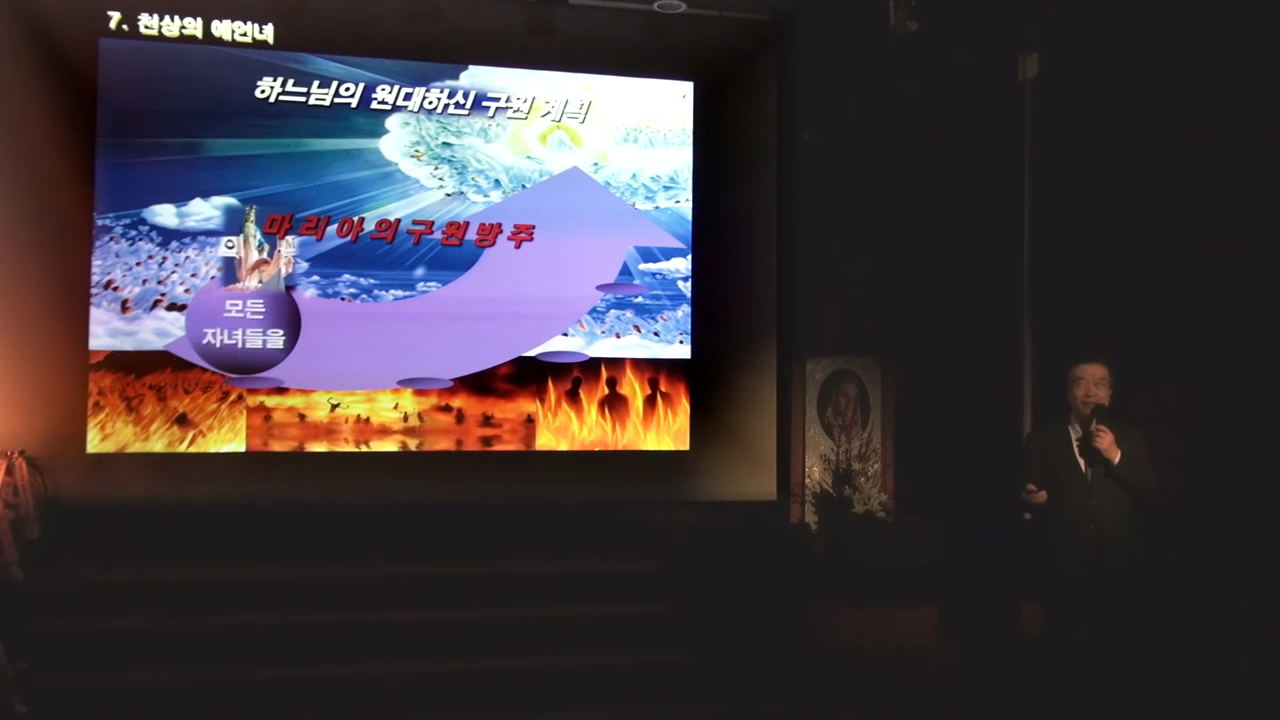 7. 천상의 예언녀
하느님의 원대하신 구원 계획
마리아의구원방주
모든
자녀들을